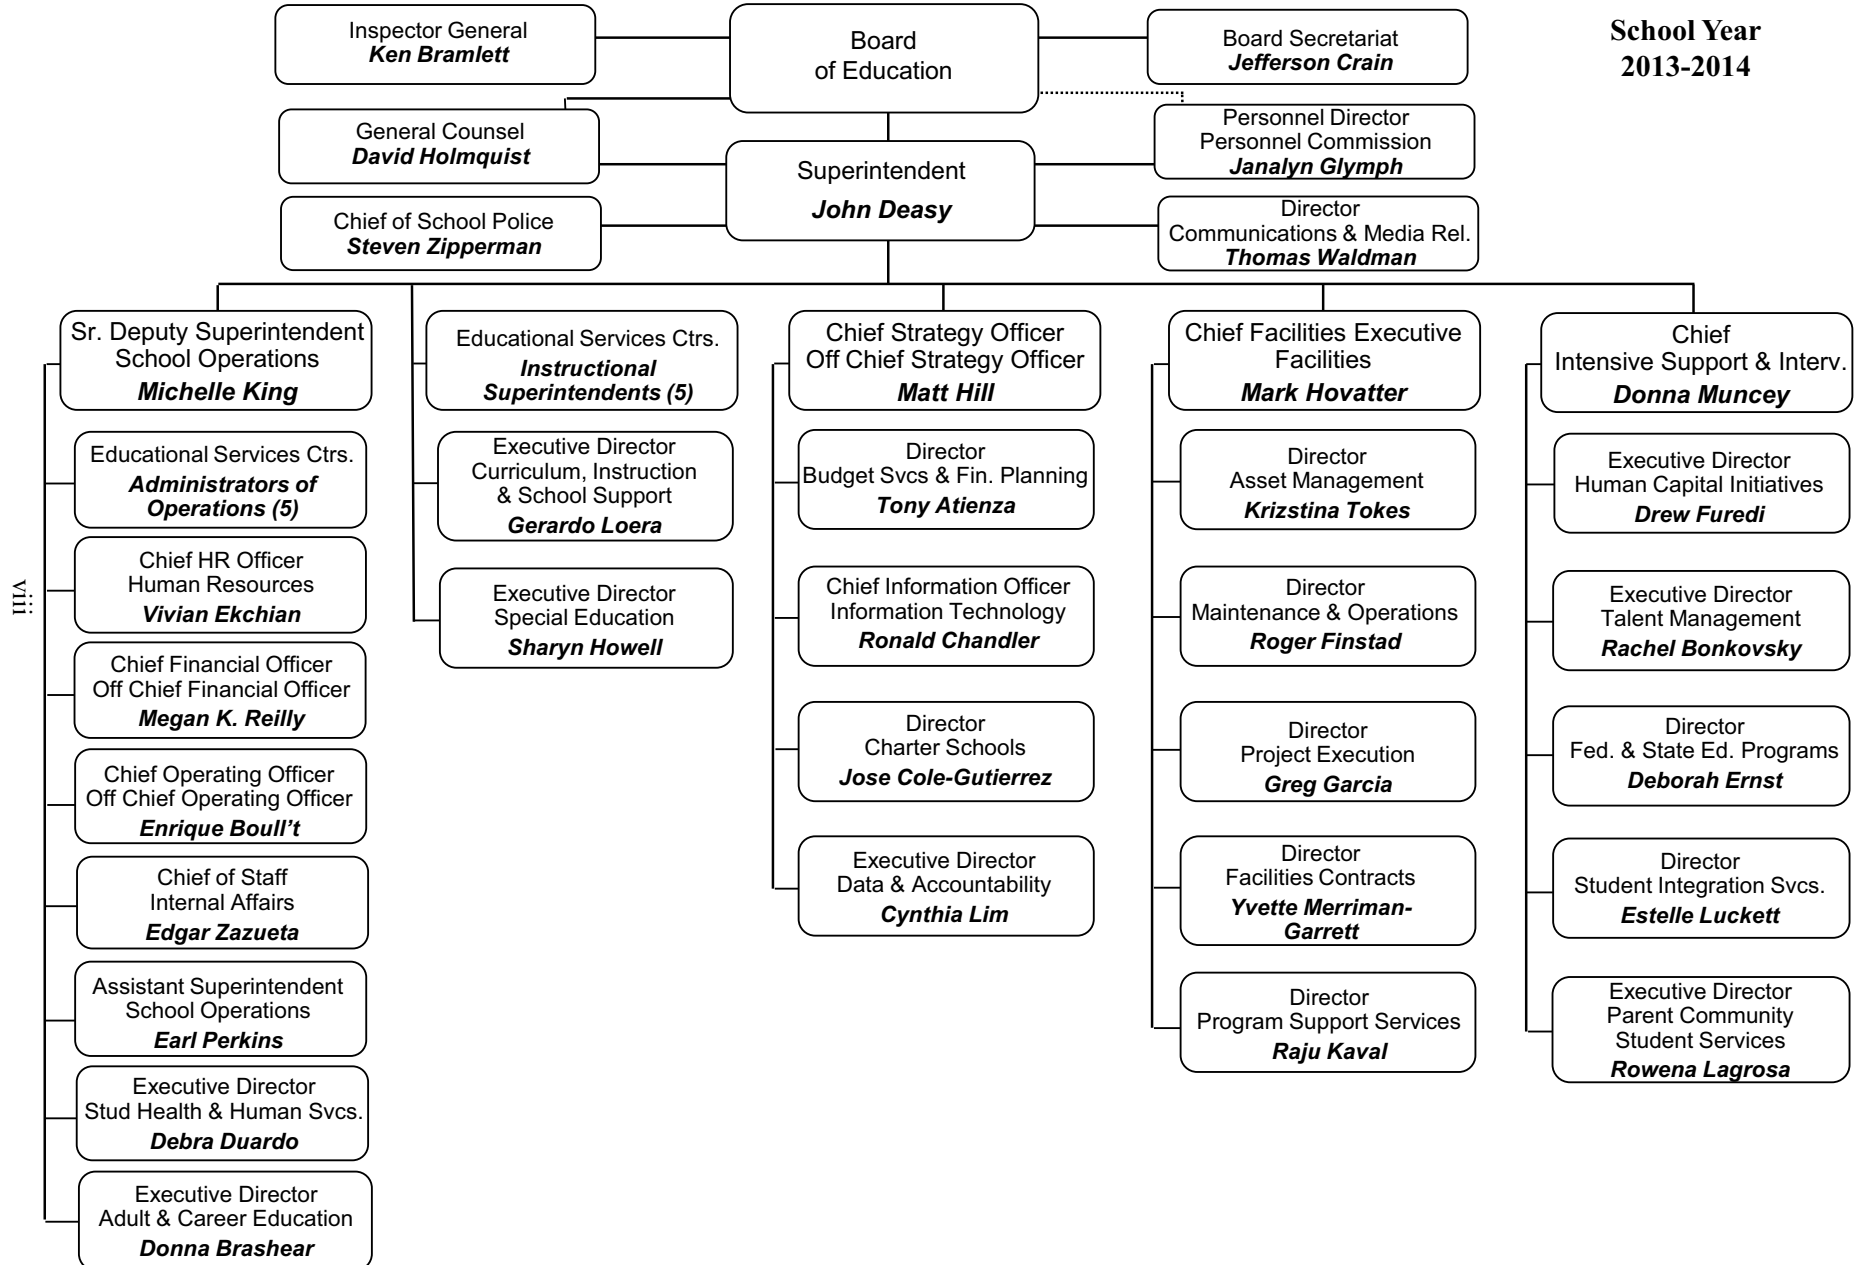 School Year
2013-2014
Inspector General
Ken Bramlett
Board
of Education
Board Secretariat
Jefferson Crain
General Counsel
David Holmquist
Superintendent
John Deasy
Personnel Director
Personnel Commission
Janalyn Glymph
Chief of School Police
Steven Zipperman
Director
Communications & Media Rel.
Thomas Waldman
Sr. Deputy Superintendent
School Operations
Michelle King
Educational Services Ctrs.
Administrators of
Operations (5)
Chief HR Officer
Human Resources
Vivian Ekchian
Chief Financial Officer
Off Chief Financial Officer
Megan K. Reilly
Chief Operating Officer
Off Chief Operating Officer
Enrique Boull't
Chief of Staff
Internal Affairs
Edgar Zazueta
Assistant Superintendent
School Operations
Earl Perkins
Executive Director
Stud Health & Human Svcs.
Debra Duardo
Executive Director
Adult & Career Education
Donna Brashear
Educational Services Ctrs.
Instructional
Superintendents (5)
Executive Director
Curriculum, Instruction
& School Support
Gerardo Loera
Executive Director
Special Education
Sharyn Howell
Chief Strategy Officer
Off Chief Strategy Officer
Matt Hill
Director
Budget Svcs & Fin. Planning
Tony Atienza
Chief Information Officer
Information Technology
Ronald Chandler
Director
Charter Schools
Jose Cole-Gutierrez
Executive Director
Data & Accountability
Cynthia Lim
Chief Facilities Executive
Facilities
Mark Hovatter
Director
Asset Management
Krizstina Tokes
Director
Maintenance & Operations
Roger Finstad
Director
Project Execution
Greg Garcia
Director
Facilities Contracts
Yvette Merriman-
Garrett
Director
Program Support Services
Raju Kaval
Chief
Intensive Support & Interv.
Donna Muncey
Executive Director
Human Capital Initiatives
Drew Furedi
Executive Director
Talent Management
Rachel Bonkovsky
Director
Fed. & State Ed. Programs
Deborah Ernst
Director
Student Integration Svcs.
Estelle Luckett
Executive Director
Parent Community
Student Services
Rowena Lagrosa
viii